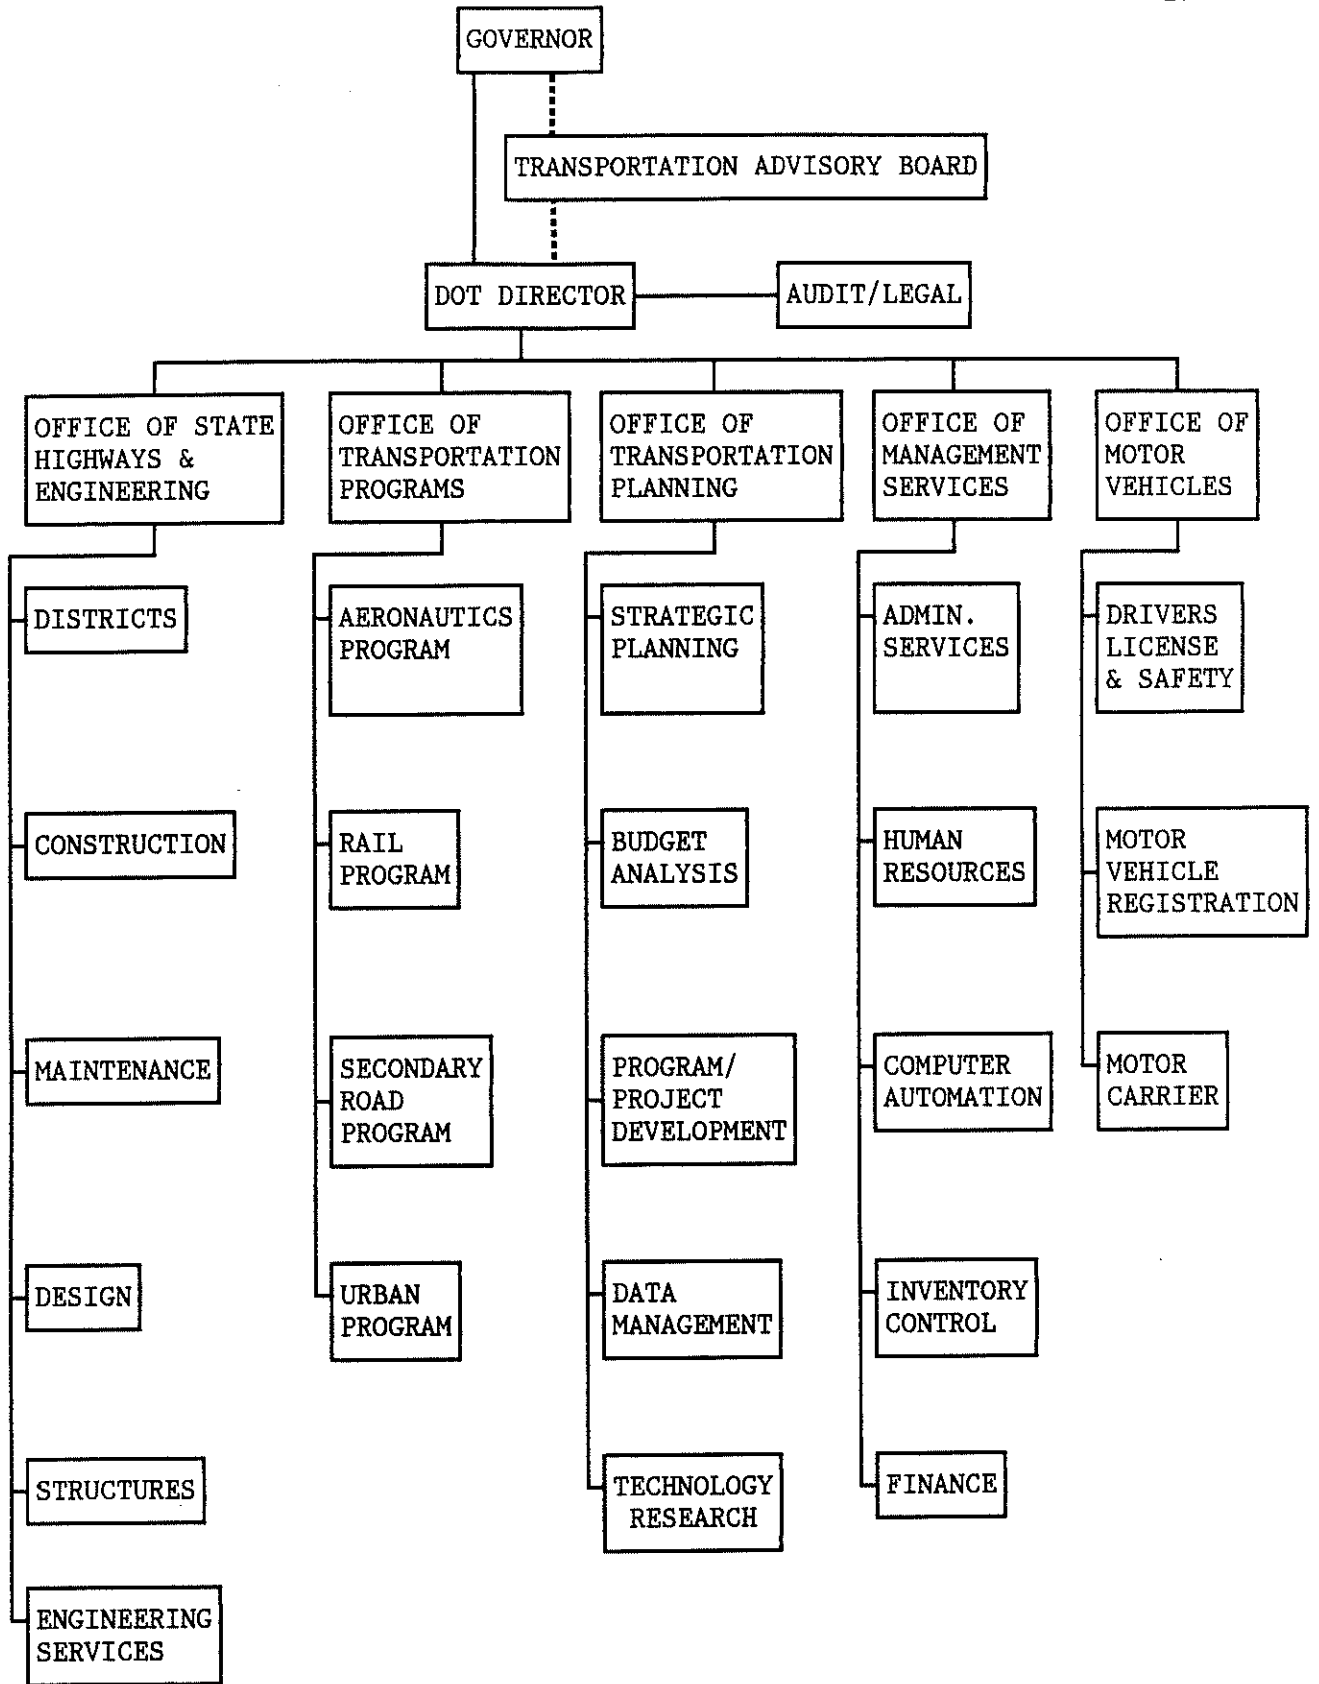 GOVERNOR
TRANSPORTATION ADVISORY BOARD
DOT DIRECTOR
AUDIT/LEGAL
OFFICE OF STATE
HIGHWAYS &
ENGINEERING
OFFICE OF
TRANSPORTATION
PROGRAMS
OFFICE OF
TRANSPORTATION
PLANNING
OFFICE OF
MANAGEMENT
SERVICES
OFFICE OF
MOTOR
VEHICLES
DISTRICTS
CONSTRUCTION
MAINTENANCE
DESIGN
STRUCTURES
ENGINEERING
SERVICES
AERONAUTICS
PROGRAM
RAIL
PROGRAM
SECONDARY
ROAD
PROGRAM
URBAN
PROGRAM
STRATEGIC
PLANNING
BUDGET
ANALYSIS
PROGRAM/
PROJECT
DEVELOPMENT
DATA
MANAGEMENT
TECHNOLOGY
RESEARCH
ADMIN.
SERVICES
HUMAN
RESOURCES
COMPUTER
AUTOMATION
INVENTORY
CONTROL
FINANCE
DRIVERS
LICENSE
& SAFETY
MOTOR
VEHICLE
REGISTRATION
MOTOR
CARRIER